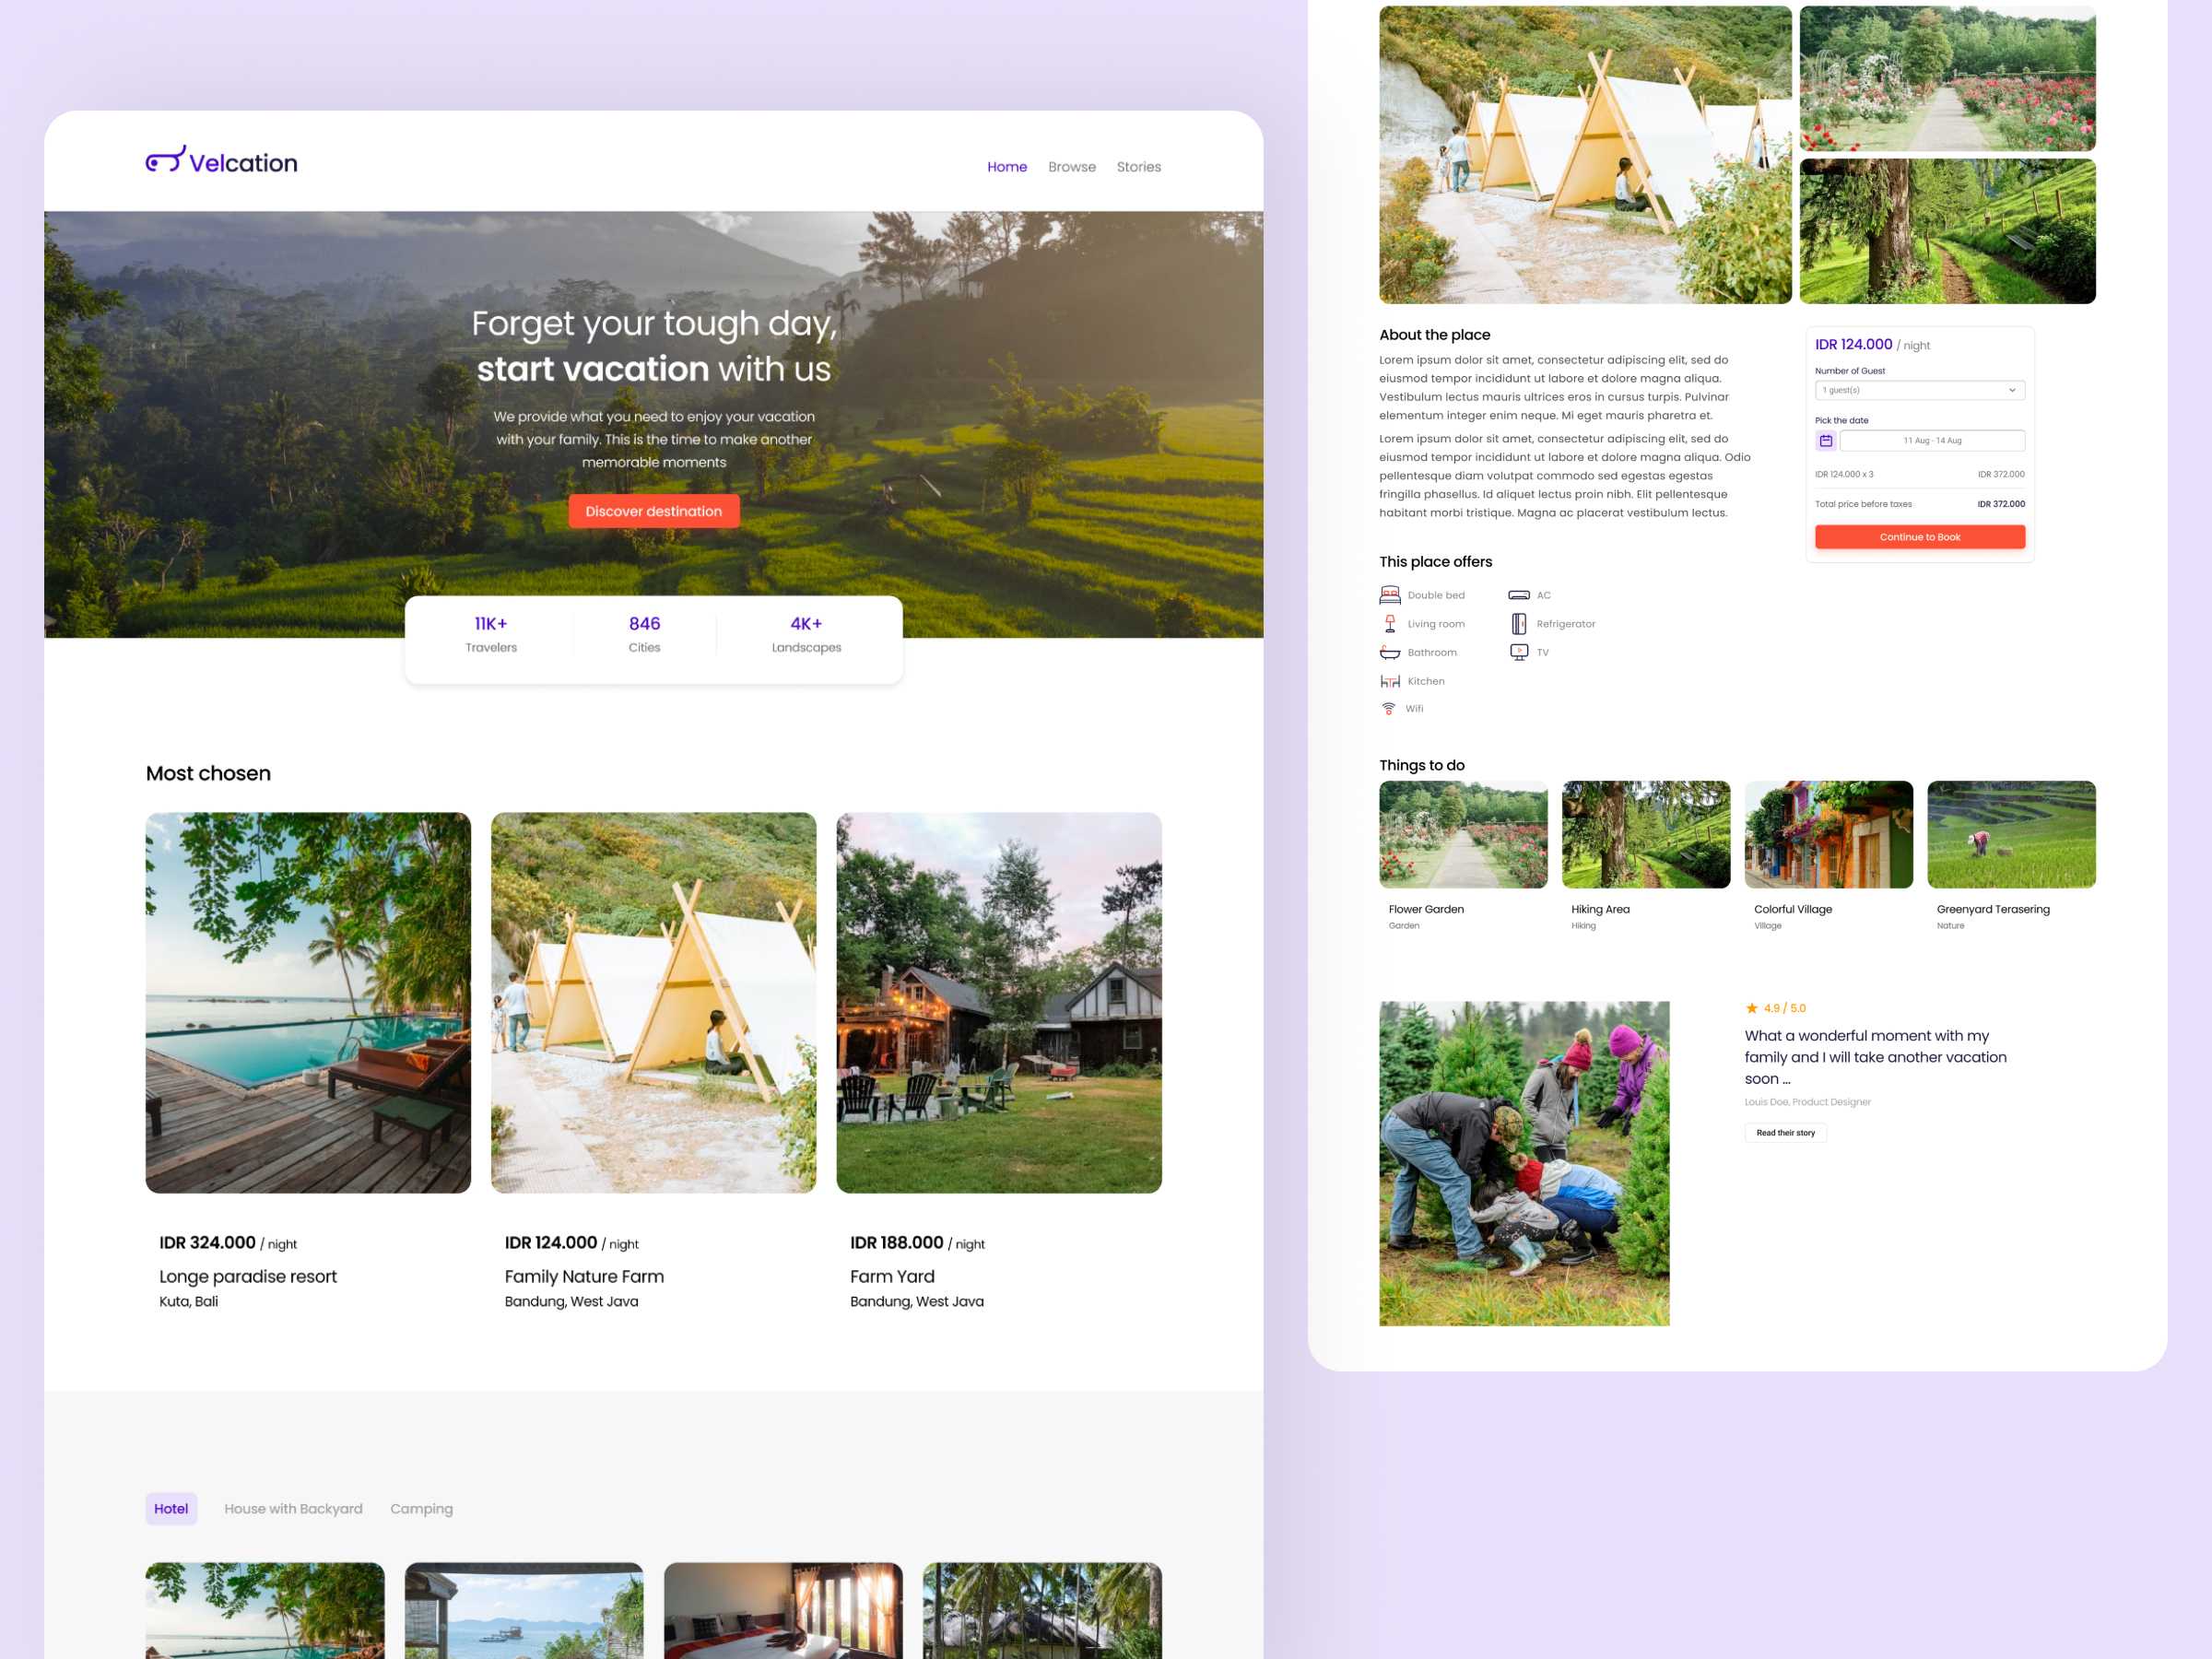 Velcation
Home Browse Stories
Forget your tough day,
start vacation with us
We provide what you need to enjoy your vacation
with your family. This is the time to make another
memorable moments
Discover destination
11K+ 846 4K+
Travelers Cities Landscapes
Most chosen
IDR 324.000 / night
Longe paradise resort
Kuta, Bali
IDR 124.000 / night
Family Nature Farm
Bandung, West Java
IDR 188.000 / night
Farm Yard
Bandung, West Java
Hotel House with Backyard Camping
About the place
Lorem ipsum dolor sit amet, consectetur adipiscing elit, sed do
eiusmod tempor incididunt ut labore et dolore magna aliqua.
Vestibulum lectus mauris ultrices eros in cursus turpis. Pulvinar
elementum integer enim neque. Mi eget mauris pharetra et.
Lorem ipsum dolor sit amet, consectetur adipiscing elit, sed do
eiusmod tempor incididunt ut labore et dolore magna aliqua. Odio
pellentesque diam volutpat commodo sed egestas egestas
fringilla phasellus. Id aliquet lectus proin nibh. Elit pellentesque
habitant morbi tristique. Magna ac placerat vestibulum lectus.
IDR 124.000 / night
Number of Guest
1 guest(s)
Pick the date
11 Aug - 14 Aug
IDR 124.000 x 3 IDR 372.000
Total price before taxes IDR 372.000
Continue to Book
This place offers
Double bed AC
Living room Refrigerator
Bathroom TV
Kitchen
Wifi
Things to do
Flower Garden
Garden
Hiking Area
Hiking
Colorful Village
Village
Greenyard Terasering
Nature
4.9 / 5.0
What a wonderful moment with my
family and I will take another vacation
soon ...
Louis Doe, Product Designer
Read their story